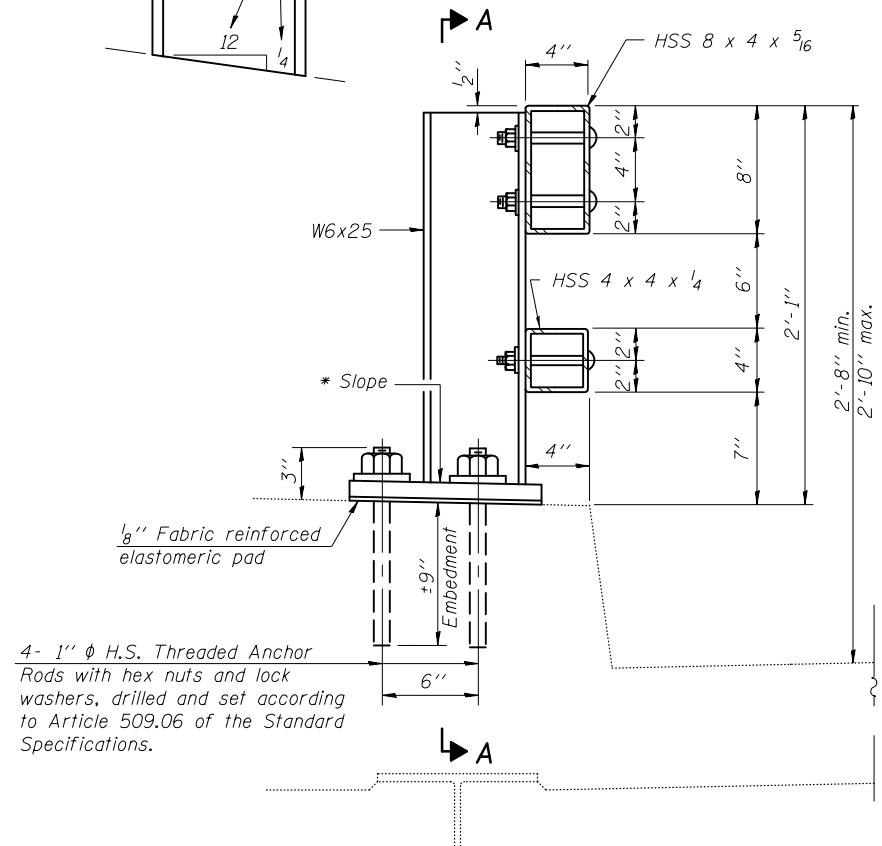 12
1/4
A
4"
HSS 8 x 4 x 5/16
1/2"
2"
4"
2"
8"
W6x25
6"
HSS 4 x 4 x 1/4
2'-1"
2'-8" min.
2'-10" max.
2"
2"
4"
* Slope
7"
4"
3"
1/8" Fabric reinforced
elastomeric pad
±9"
Embedment
4- 1" ϕ H.S. Threaded Anchor
Rods with hex nuts and lock
washers, drilled and set according
to Article 509.06 of the Standard
Specifications.
6"
A